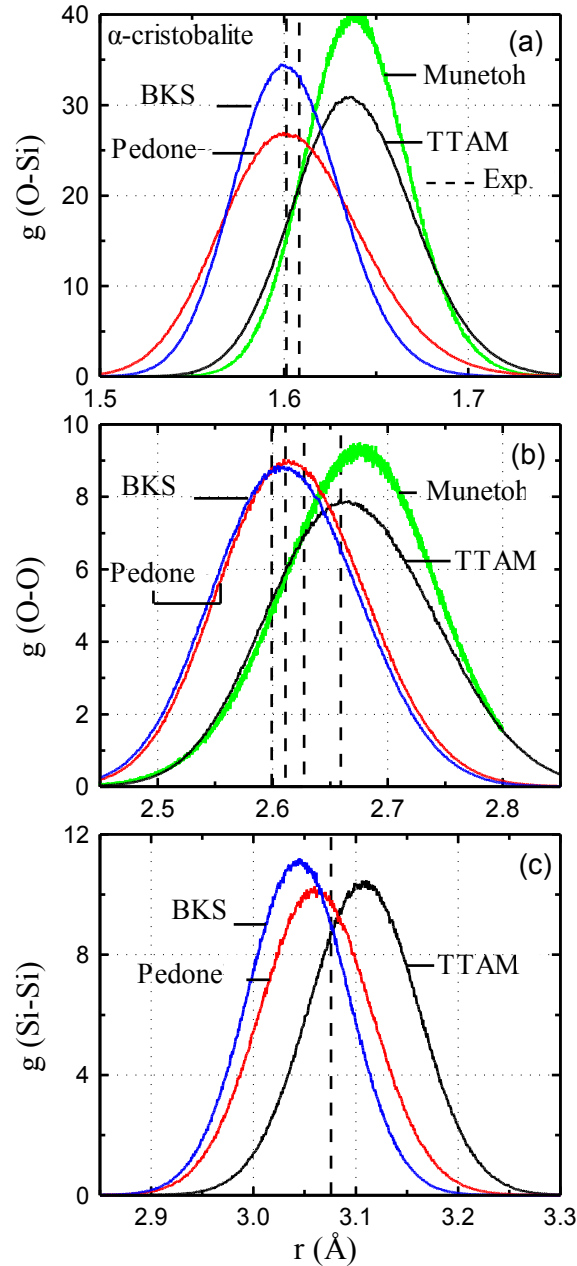 α-cristobalite
(a)
BKS
Munetoh
Pedone
TTAM
Exp.
g (O-Si)
40
30
20
10
0
1.5
1.6
1.7
(b)
BKS
Munetoh
TTAM
Pedone
g (O-O)
10
8
6
4
2
0
2.5
2.6
2.7
2.8
(c)
BKS
Pedone
TTAM
g (Si-Si)
12
8
4
0
2.9
3.0
3.1
3.2
3.3
r (Å)